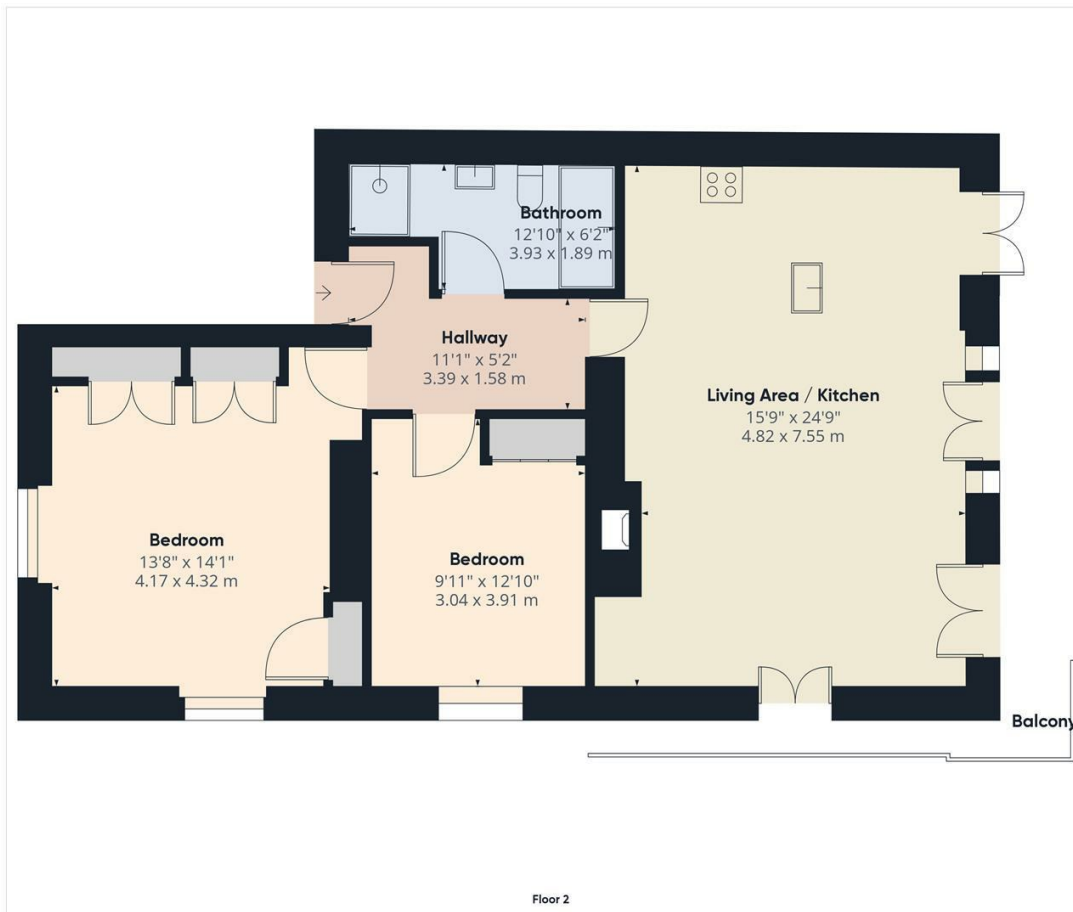 Bathroom
12'10" x 6'2"
3.93 x 1.89 m
Hallway
11'1" x 5'2"
3.39 x 1.58 m
Living Area / Kitchen
15'9" x 24'9"
4.82 x 7.55 m
Bedroom
13'8" x 14'1"
4.17 x 4.32 m
Bedroom
9'11" x 12'10"
3.04 x 3.91 m
Balcony
Floor 2